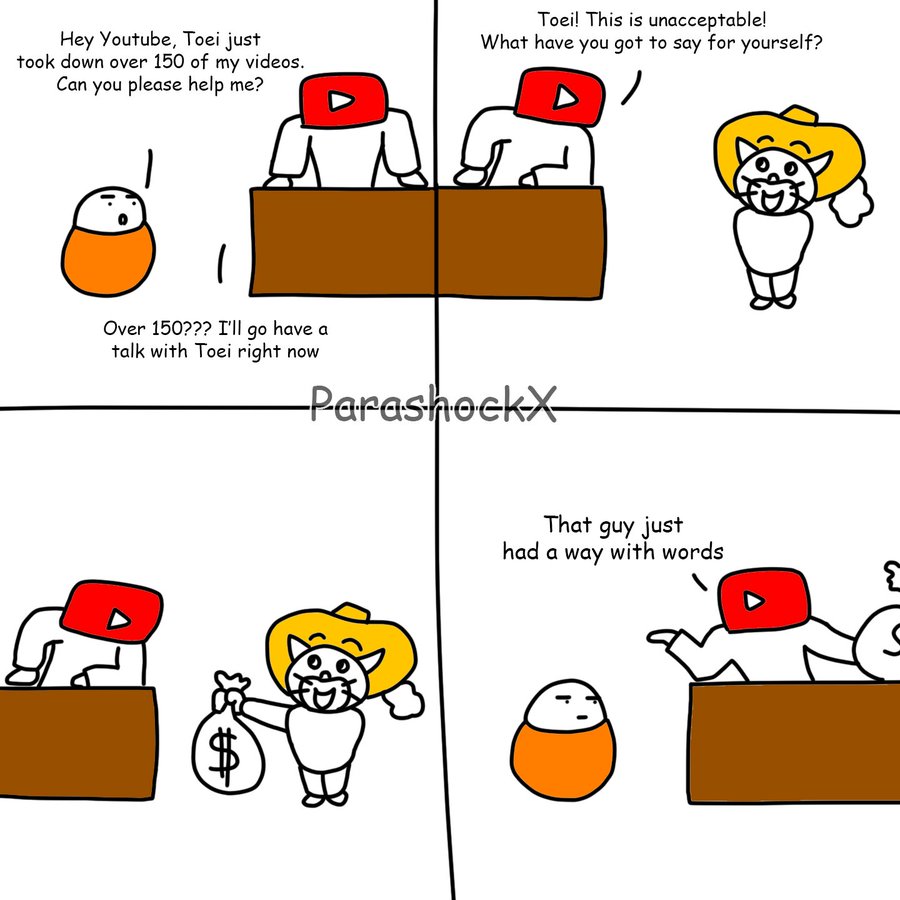 Hey Youtube, Toei just
took down over 150 of my videos.
Can you please help me?
Over 150??? I'll go have a
talk with Toei right now
Toei! This is unacceptable!
What have you got to say for yourself?
ParashockX
$
That guy just
had a way with words
$